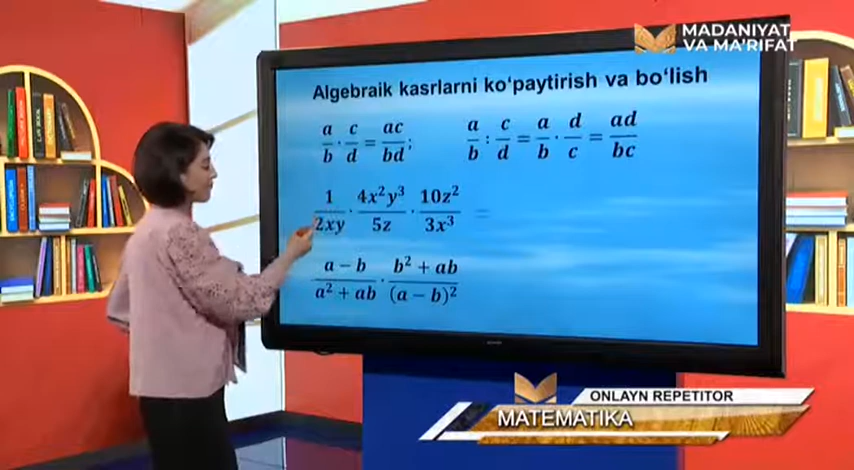 MADANIYAT
VA MA'RIFAT
Algebraik kasrlarni ko'paytirish va bo'lish
a/b · c/d = ac/bd;   a/b : c/d = a/b · d/c = ad/bc
1/2xy · 4x²y³/5z · 10z²/3x³ =
a − b/a² + ab · b² + ab/(a − b)²
ONLAYN REPETITOR
MATEMATIKA